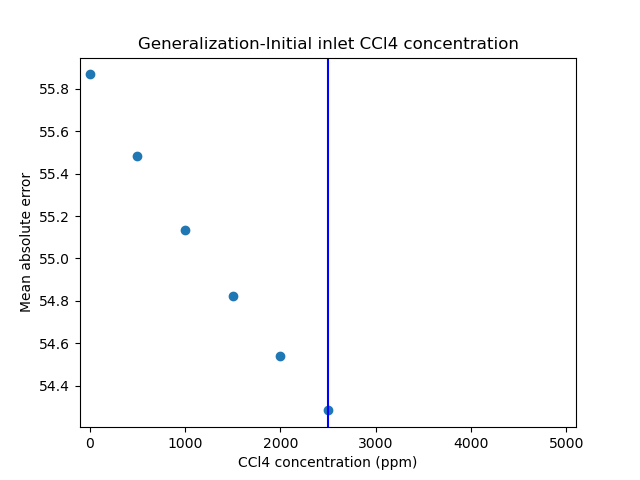 Generalization-Initial inlet CCl4 concentration
55.8
55.6
55.4
55.2
55.0
54.8
54.6
54.4
Mean absolute error
0 1000 2000 3000 4000 5000
CCl4 concentration (ppm)